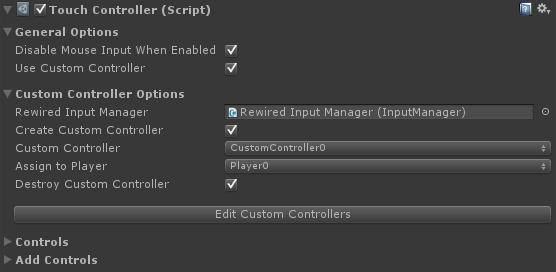 Touch Controller (Script)
General Options
Disable Mouse Input When Enabled
Use Custom Controller
Custom Controller Options
Rewired Input Manager Rewired Input Manager (InputManager)
Create Custom Controller
Custom Controller CustomController0
Assign to Player Player0
Destroy Custom Controller
Edit Custom Controllers
Controls
Add Controls